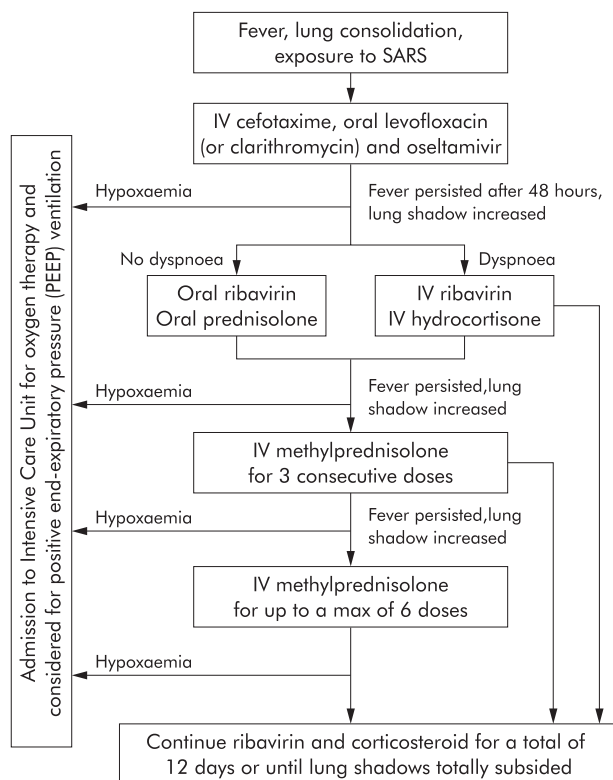 Fever, lung consolidation,
exposure to SARS
IV cefotaxime, oral levofloxacin
(or clarithromycin) and oseltamivir
Hypoxaemia
Fever persisted after 48 hours,
lung shadow increased
No dyspnoea
Dyspnoea
Oral ribavirin
Oral prednisolone
IV ribavirin
IV hydrocortisone
Hypoxaemia
Fever persisted,lung
shadow increased
IV methylprednisolone
for 3 consecutive doses
Hypoxaemia
Fever persisted,lung
shadow increased
IV methylprednisolone
for up to a max of 6 doses
Hypoxaemia
Continue ribavirin and corticosteroid for a total of
12 days or until lung shadows totally subsided
Admission to Intensive Care Unit for oxygen therapy and
considered for positive end-expiratory pressure (PEEP) ventilation